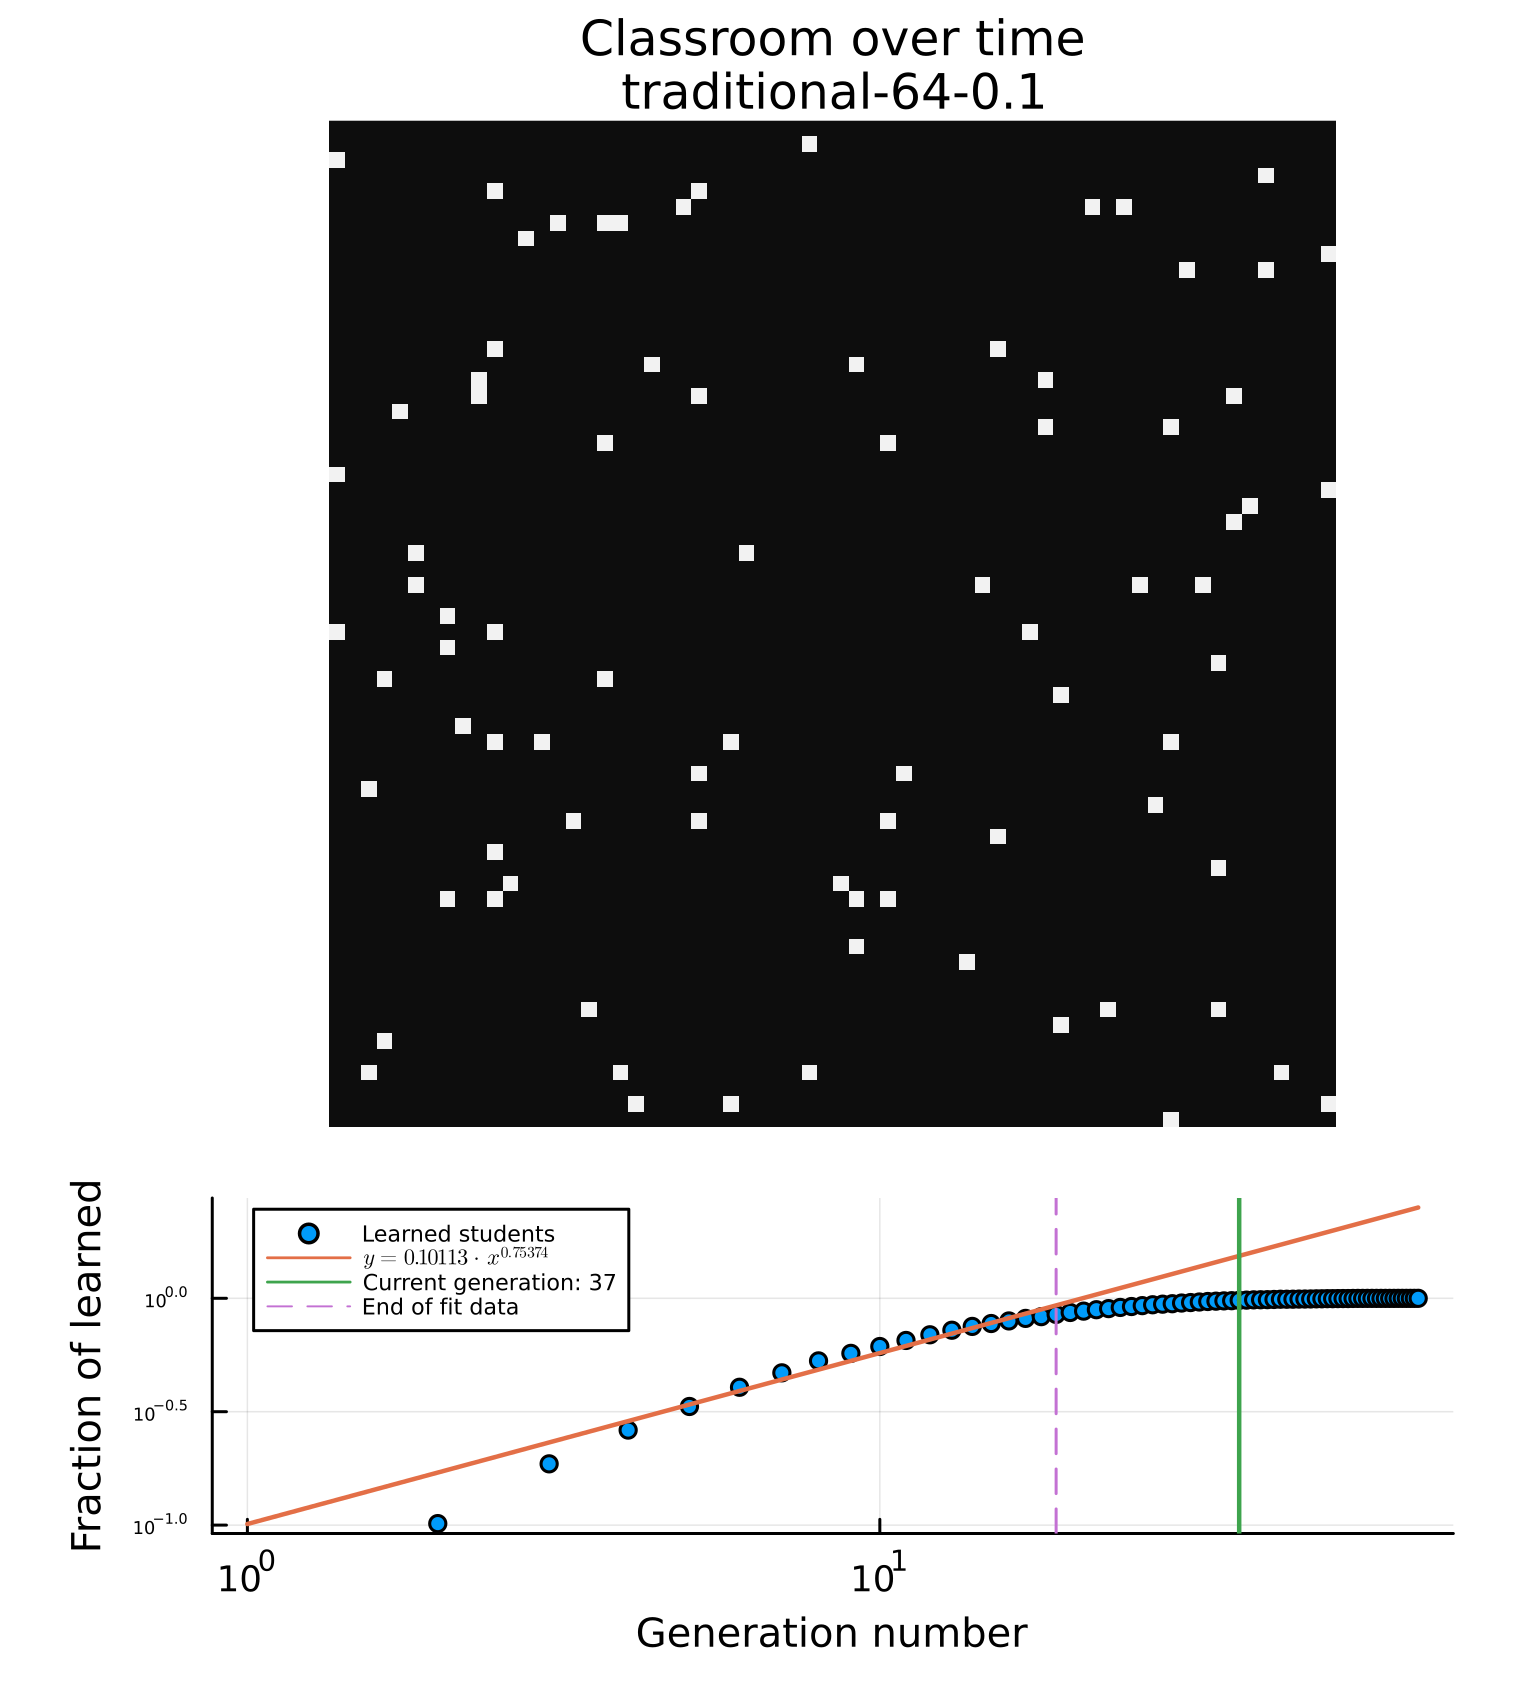 Classroom over time
traditional-64-0.1
Fraction of learned
Learned students
y = 0.10113 · x^0.75374
Current generation: 37
End of fit data
10^0.0
10^−0.5
10^−1.0
10^0
10^1
Generation number